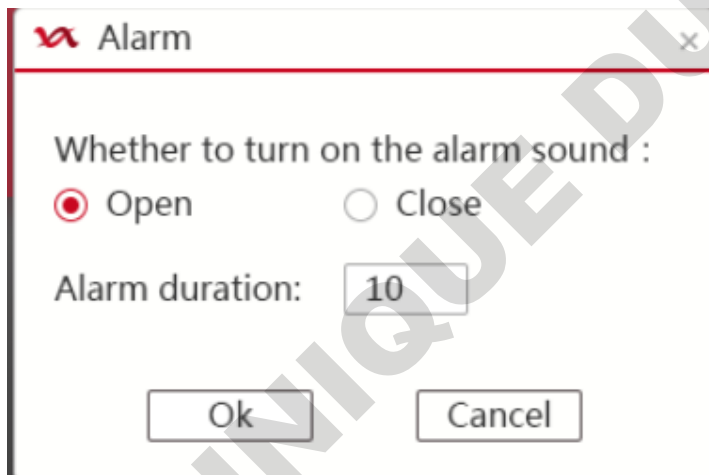 Alarm
Whether to turn on the alarm sound :
Open Close
Alarm duration: 10
Ok Cancel